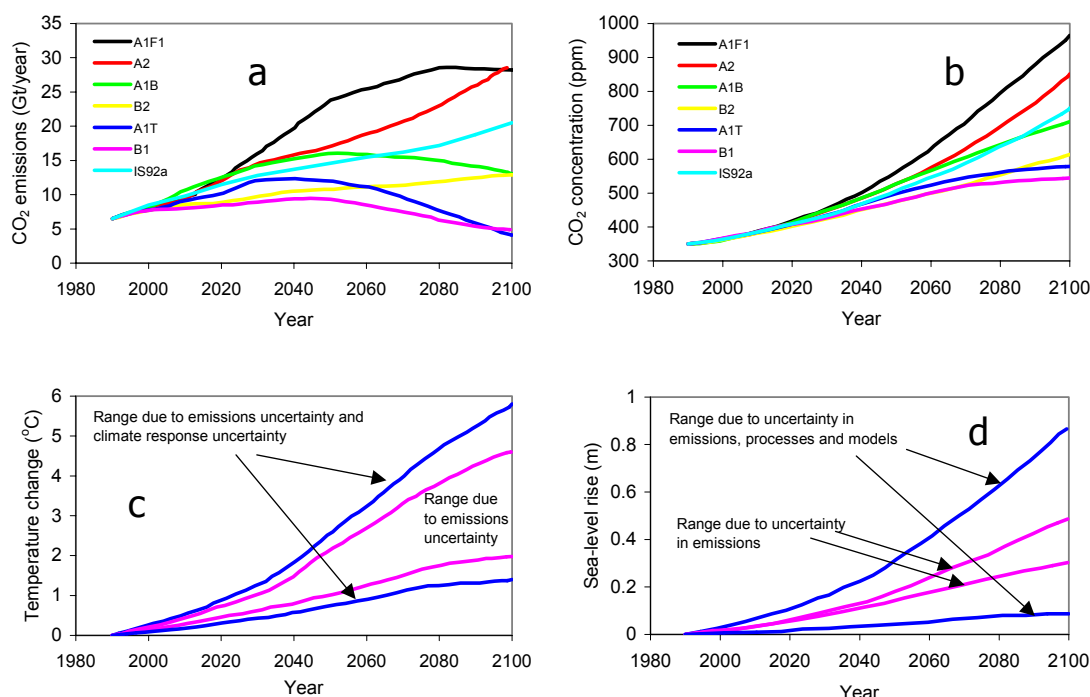 35
30
25
20
15
10
5
0
CO2 emissions (Gt/year)
A1F1
A2
A1B
B2
A1T
B1
IS92a
a
1980 2000 2020 2040 2060 2080 2100
Year
1000
900
800
700
600
500
400
300
CO2 concentration (ppm)
A1F1
A2
A1B
B2
A1T
B1
IS92a
b
1980 2000 2020 2040 2060 2080 2100
Year
6
5
4
3
2
1
0
Temperature change (°C)
Range due to emissions uncertainty and
climate response uncertainty
c
Range due
to emissions
uncertainty
1980 2000 2020 2040 2060 2080 2100
Year
1
0.8
0.6
0.4
0.2
0
Sea-level rise (m)
Range due to uncertainty in
emissions, processes and models
d
Range due to uncertainty
in emissions
1980 2000 2020 2040 2060 2080 2100
Year